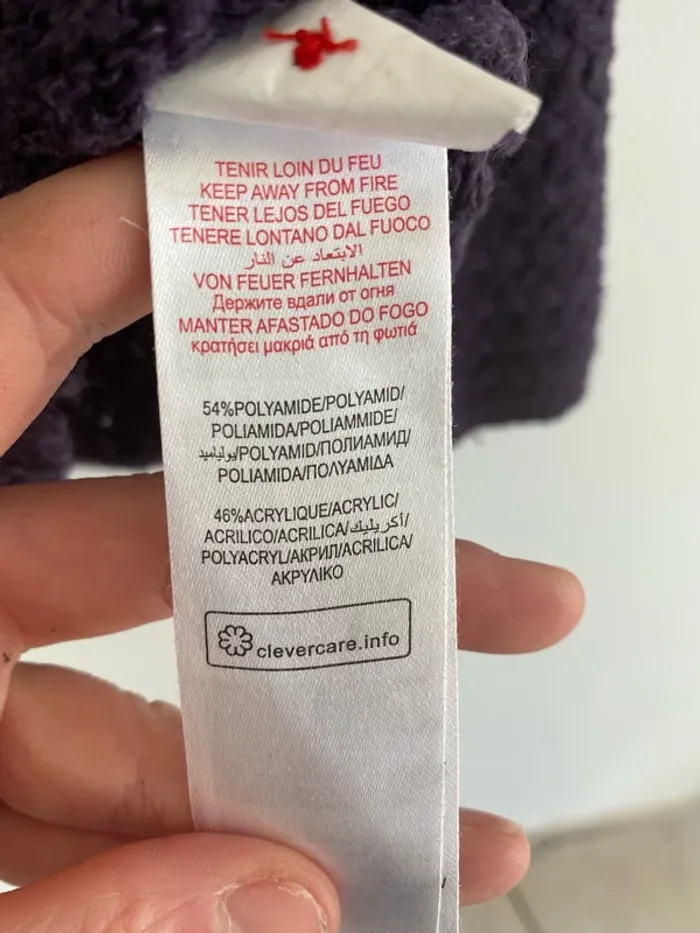 TENIR LOIN DU FEU
KEEP AWAY FROM FIRE
TENER LEJOS DEL FUEGO
TENERE LONTANO DAL FUOCO
الابتعاد عن النار
VON FEUER FERNHALTEN
Держите вдали от огня
MANTER AFASTADO DO FOGO
κρατήσει μακριά από τη φωτιά
54%POLYAMIDE/POLYAMID/
POLIAMIDA/POLIAMMIDE/
بولياميد/POLYAMID/ПОЛИАМИД/
POLIAMIDA/ΠΟΛΥΑΜΙΔΑ
46%ACRYLIQUE/ACRYLIC/
ACRILICO/ACRILICA/أكريليك/
POLYACRYL/АКРИЛ/ACRILICA/
ΑΚΡΥΛΙΚΟ
clevercare.info